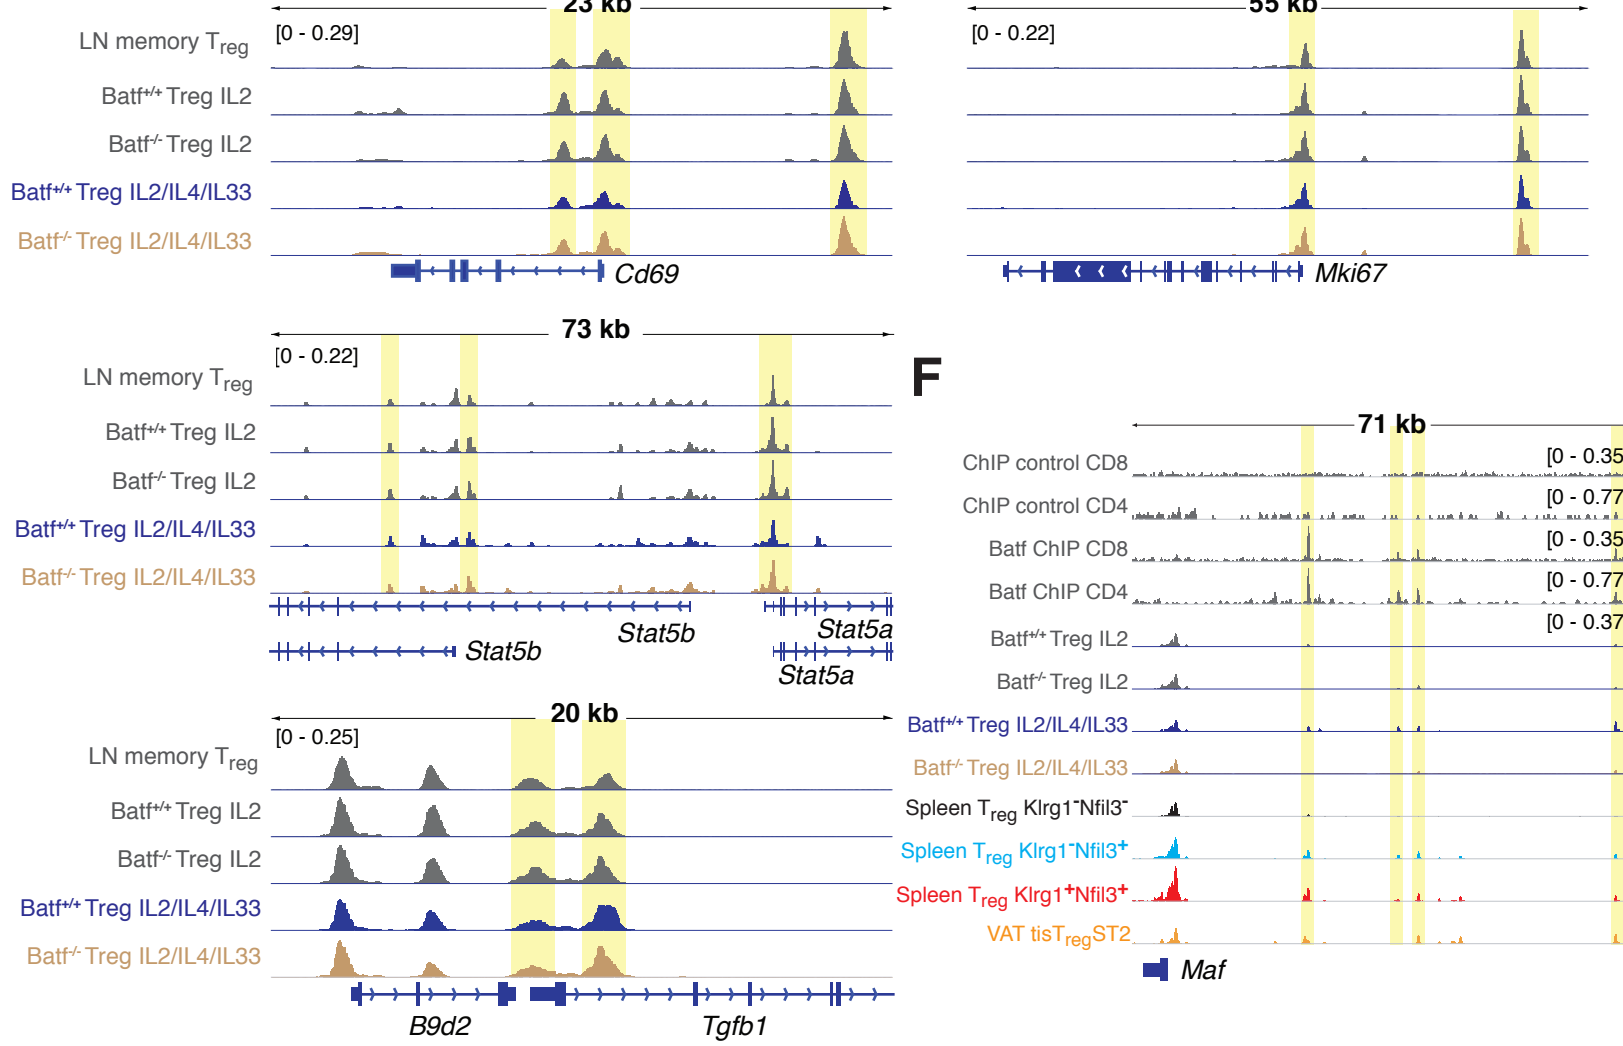 23 kb
[0 - 0.29]
LN memory Treg
Batf+/+ Treg IL2
Batf-/- Treg IL2
Batf+/+ Treg IL2/IL4/IL33
Batf-/- Treg IL2/IL4/IL33
Cd69
55 kb
[0 - 0.22]
Mki67
73 kb
[0 - 0.22]
LN memory Treg
Batf+/+ Treg IL2
Batf-/- Treg IL2
Batf+/+ Treg IL2/IL4/IL33
Batf-/- Treg IL2/IL4/IL33
Stat5b
Stat5a
Stat5b
Stat5a
20 kb
[0 - 0.25]
LN memory Treg
Batf+/+ Treg IL2
Batf-/- Treg IL2
Batf+/+ Treg IL2/IL4/IL33
Batf-/- Treg IL2/IL4/IL33
B9d2
Tgfb1
F
71 kb
ChIP control CD8
[0 - 0.35
ChIP control CD4
[0 - 0.77
Batf ChIP CD8
[0 - 0.35
Batf ChIP CD4
[0 - 0.77
[0 - 0.37
Batf+/+ Treg IL2
Batf-/- Treg IL2
Batf+/+ Treg IL2/IL4/IL33
Batf-/- Treg IL2/IL4/IL33
Spleen Treg Klrg1-Nfil3-
Spleen Treg Klrg1-Nfil3+
Spleen Treg Klrg1+Nfil3+
VAT tisTregST2
Maf